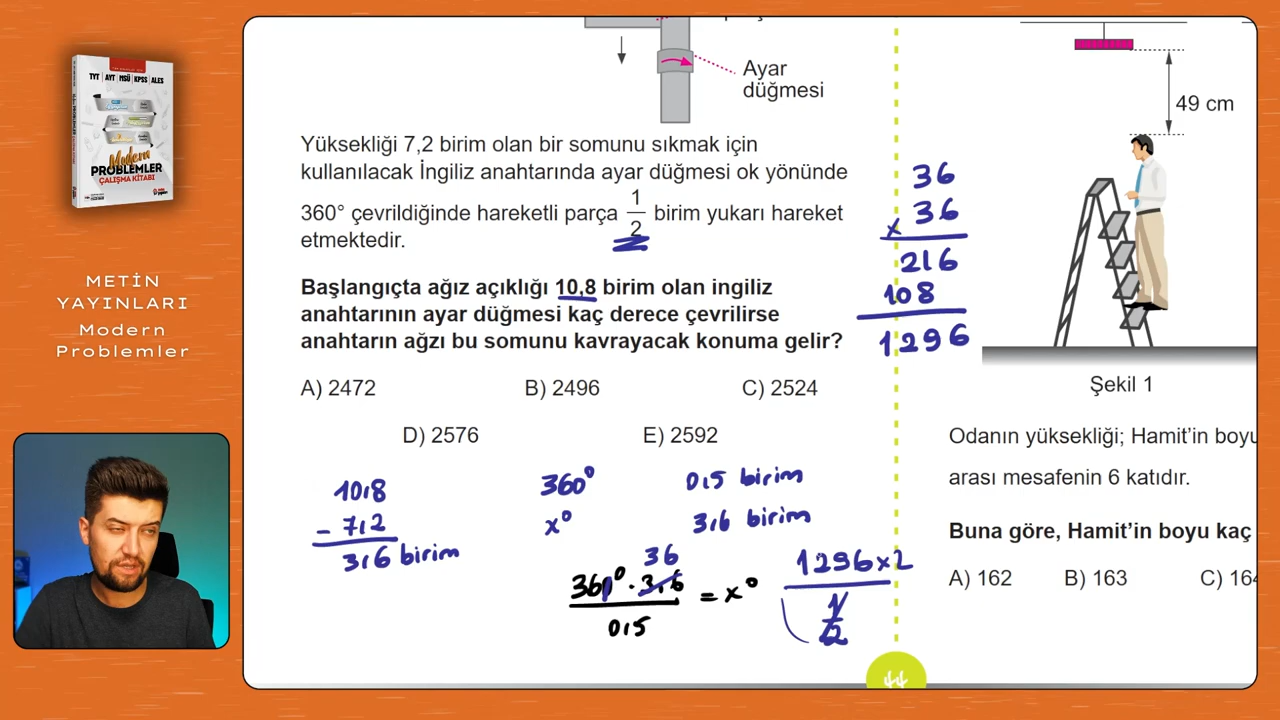 TYT | AYT | MSÜ | KPSS | ALES
Modern
PROBLEMLER
ÇALIŞMA KİTABI
METİN
YAYINLARI
Modern
Problemler
Ayar
düğmesi
Yüksekliği 7,2 birim olan bir somunu sıkmak için
kullanılacak İngiliz anahtarında ayar düğmesi ok yönünde
360° çevrildiğinde hareketli parça 1/2 birim yukarı hareket
etmektedir.
Başlangıçta ağız açıklığı 10,8 birim olan ingiliz
anahtarının ayar düğmesi kaç derece çevrilirse
anahtarın ağzı bu somunu kavrayacak konuma gelir?
A) 2472 B) 2496 C) 2524
D) 2576 E) 2592
10,8
- 7,2
3,6 birim
360° 0,5 birim
x° 3,6 birim
36
360° · 3,6 = x°
0,5
1296x2
1
2
36
x 36
216
108
1296
44
49 cm
Şekil 1
Odanın yüksekliği; Hamit'in boyu
arası mesafenin 6 katıdır.
Buna göre, Hamit'in boyu kaç
A) 162 B) 163 C) 164